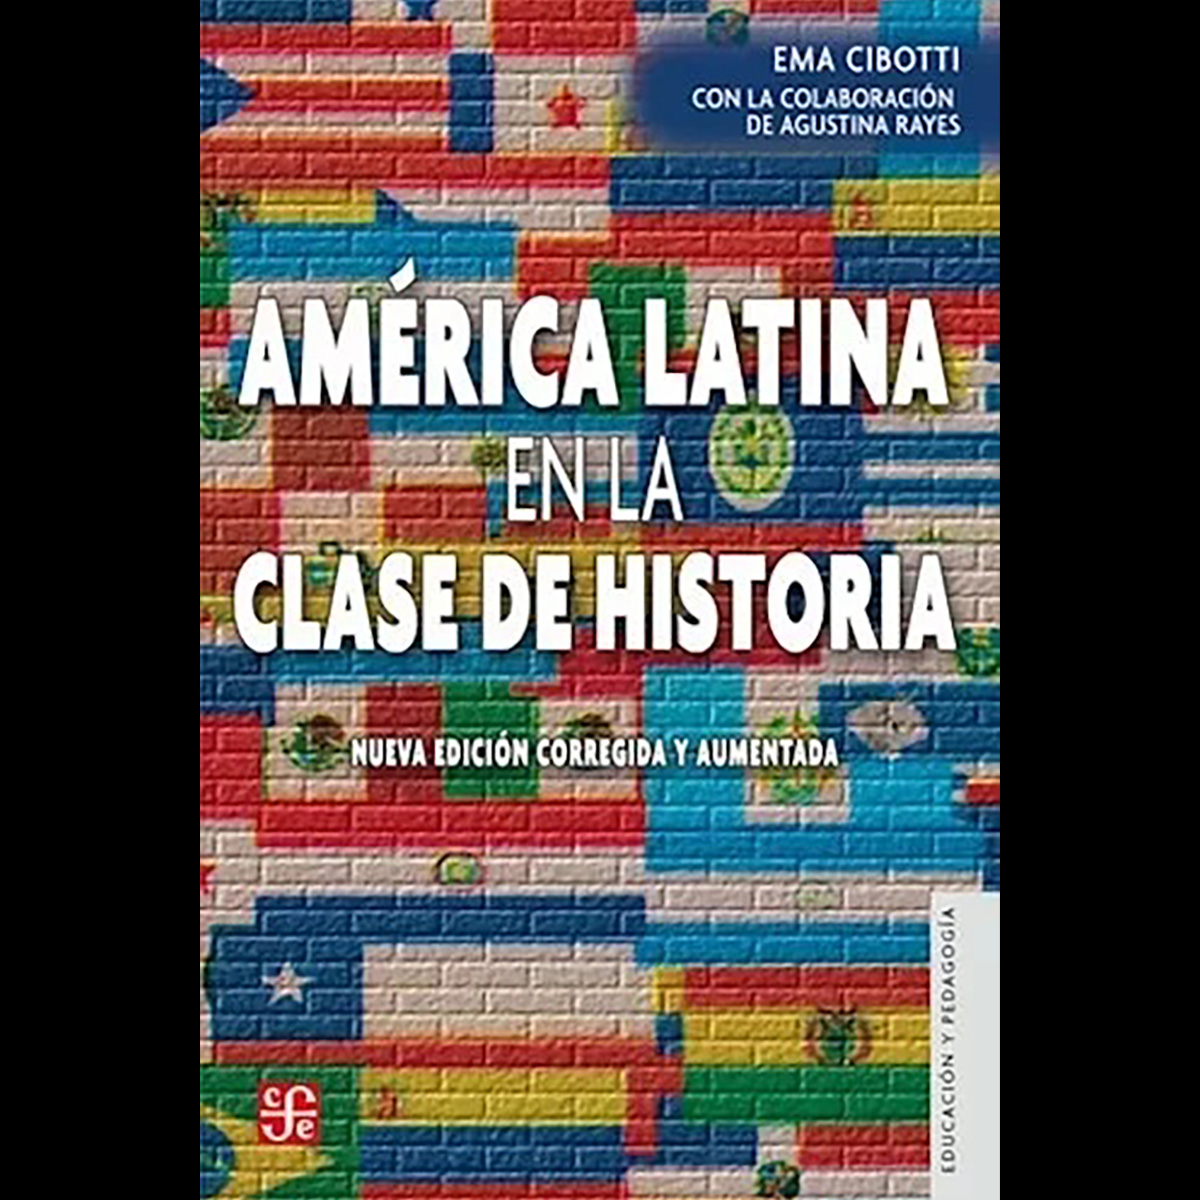 EMA CIBOTTI
CON LA COLABORACIÓN
DE AGUSTINA RAYES
AMÉRICA LATINA
EN LA
CLASE DE HISTORIA
NUEVA EDICIÓN CORREGIDA Y AUMENTADA
EDUCACIÓN Y PEDAGOGÍA
cfe